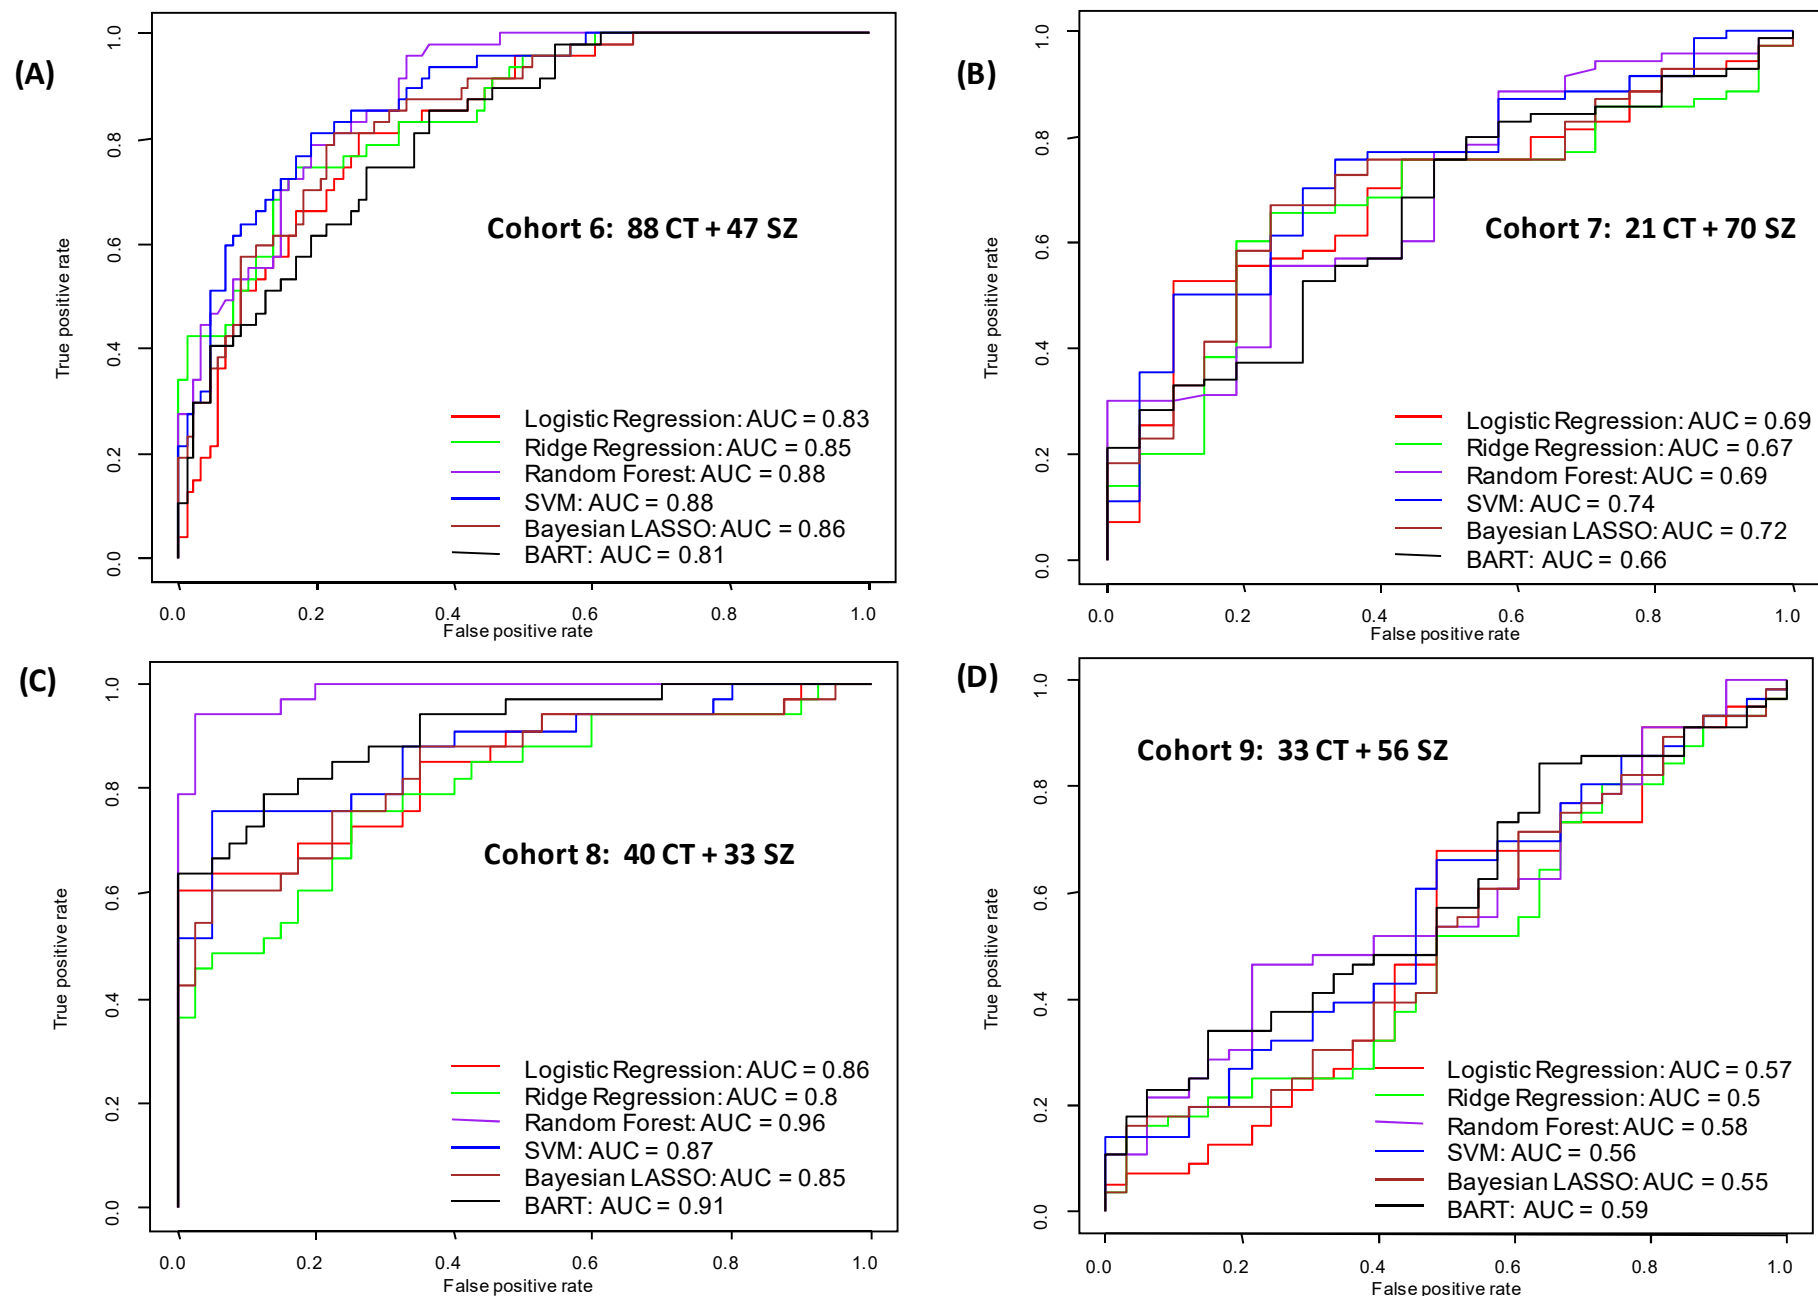 (A)
True positive rate
0.0 0.2 0.4 0.6 0.8 1.0
Cohort 6: 88 CT + 47 SZ
Logistic Regression: AUC = 0.83
Ridge Regression: AUC = 0.85
Random Forest: AUC = 0.88
SVM: AUC = 0.88
Bayesian LASSO: AUC = 0.86
BART: AUC = 0.81
0.0 0.2 0.4 0.6 0.8 1.0
False positive rate
(B)
True positive rate
0.0 0.2 0.4 0.6 0.8 1.0
Cohort 7: 21 CT + 70 SZ
Logistic Regression: AUC = 0.69
Ridge Regression: AUC = 0.67
Random Forest: AUC = 0.69
SVM: AUC = 0.74
Bayesian LASSO: AUC = 0.72
BART: AUC = 0.66
0.0 0.2 0.4 0.6 0.8 1.0
False positive rate
(C)
True positive rate
0.0 0.2 0.4 0.6 0.8 1.0
Cohort 8: 40 CT + 33 SZ
Logistic Regression: AUC = 0.86
Ridge Regression: AUC = 0.8
Random Forest: AUC = 0.96
SVM: AUC = 0.87
Bayesian LASSO: AUC = 0.85
BART: AUC = 0.91
0.0 0.2 0.4 0.6 0.8 1.0
False positive rate
(D)
True positive rate
0.0 0.2 0.4 0.6 0.8 1.0
Cohort 9: 33 CT + 56 SZ
Logistic Regression: AUC = 0.57
Ridge Regression: AUC = 0.5
Random Forest: AUC = 0.58
SVM: AUC = 0.56
Bayesian LASSO: AUC = 0.55
BART: AUC = 0.59
0.0 0.2 0.4 0.6 0.8 1.0
False positive rate